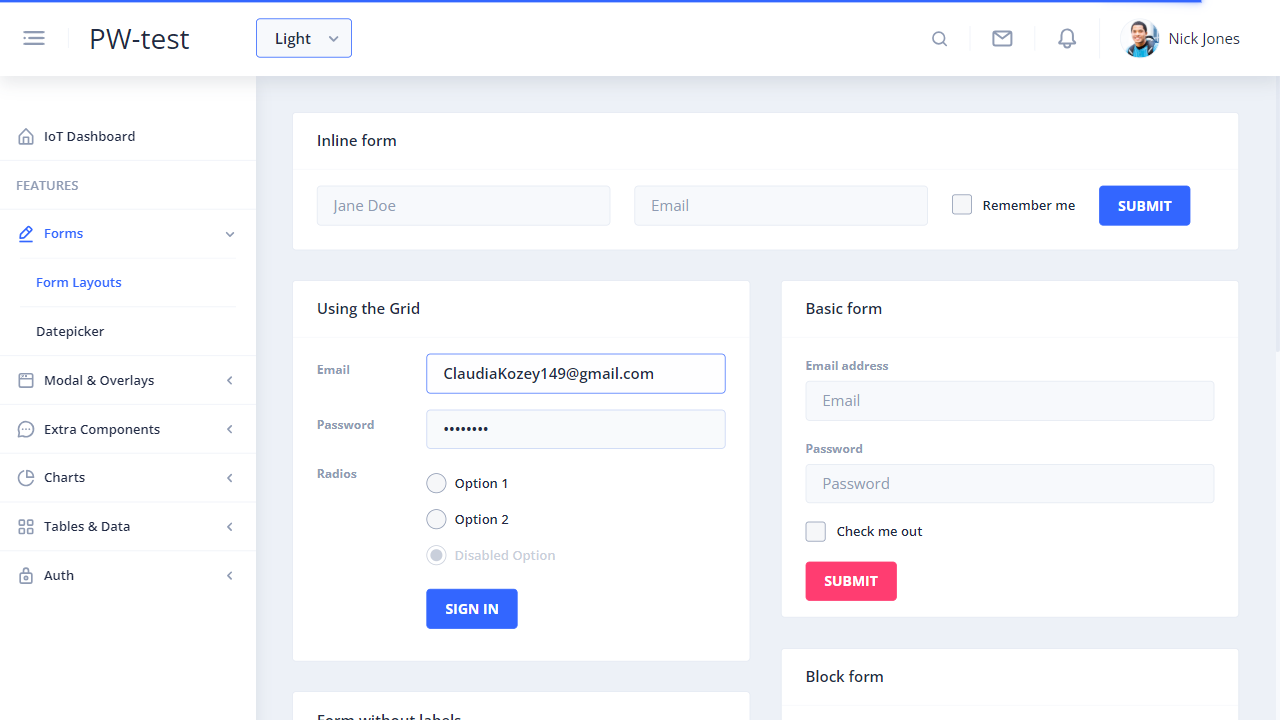 PW-test
Light
Nick Jones
IoT Dashboard
FEATURES
Forms
Form Layouts
Datepicker
Modal & Overlays
Extra Components
Charts
Tables & Data
Auth
Inline form
Jane Doe
Email
Remember me
SUBMIT
Using the Grid
Email
ClaudiaKozey149@gmail.com
Password
••••••••
Radios
Option 1
Option 2
Disabled Option
SIGN IN
Form without labels
Basic form
Email address
Email
Password
Password
Check me out
SUBMIT
Block form